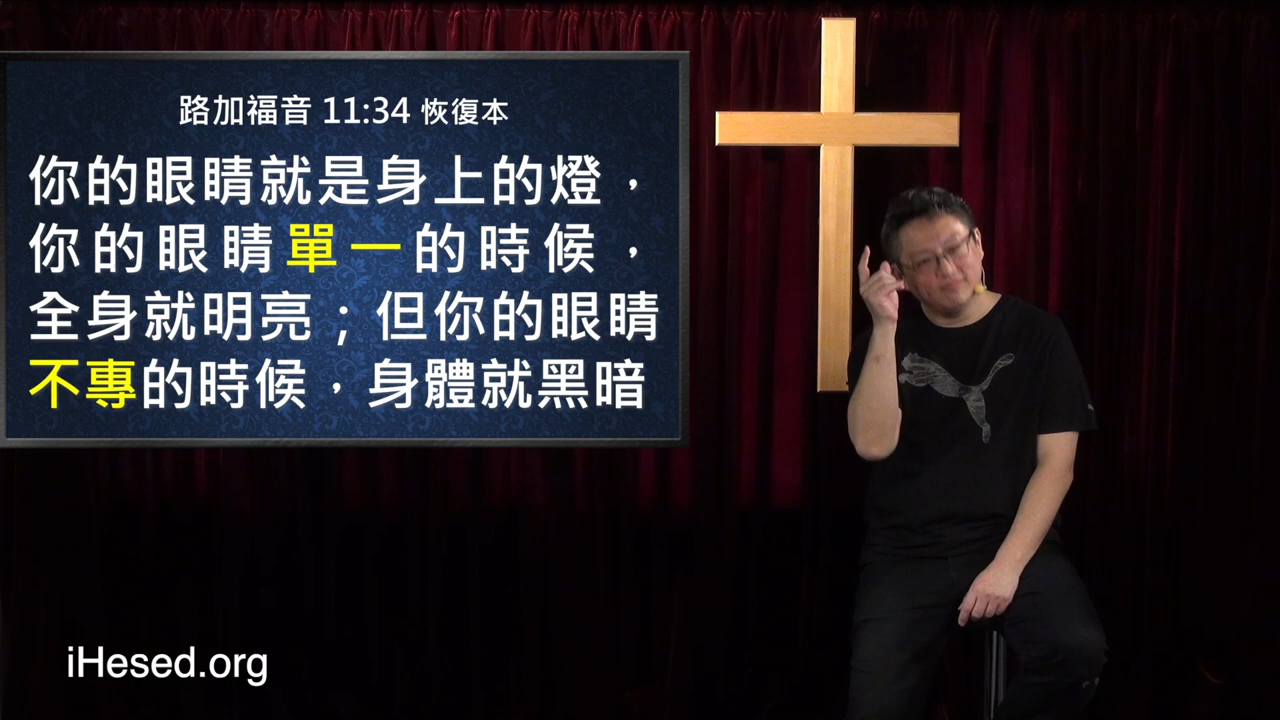 路加福音 11:34 恢復本
你的眼睛就是身上的燈，
你的眼睛單一的時候，
全身就明亮；但你的眼睛
不專的時候，身體就黑暗
iHesed.org